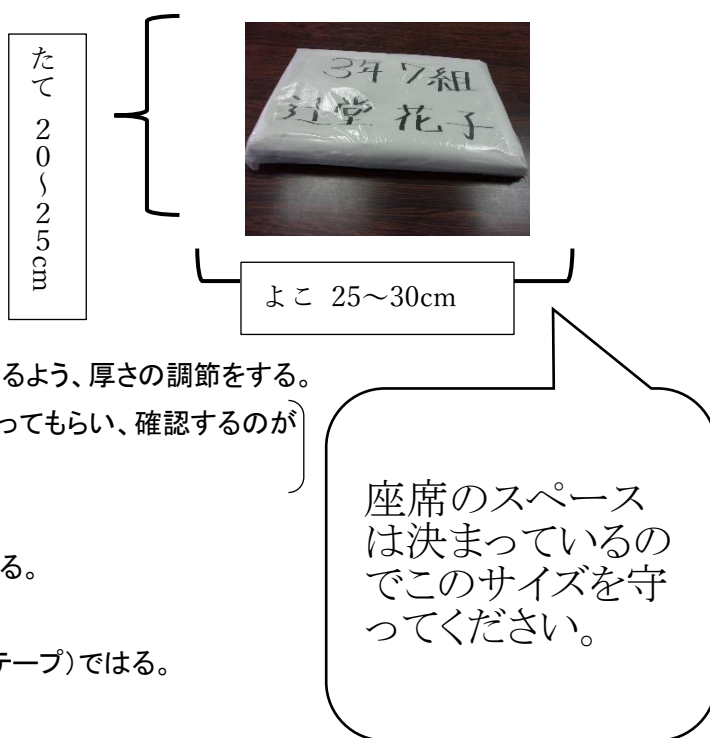 たて 20~25cm
3年7組
辻堂 花子
よこ 25~30cm
るよう、厚さの調節をする。
ってもらい、確認するのが
る。
テープ)ではる。
座席のスペース
は決まっているの
でこのサイズを守
ってください。